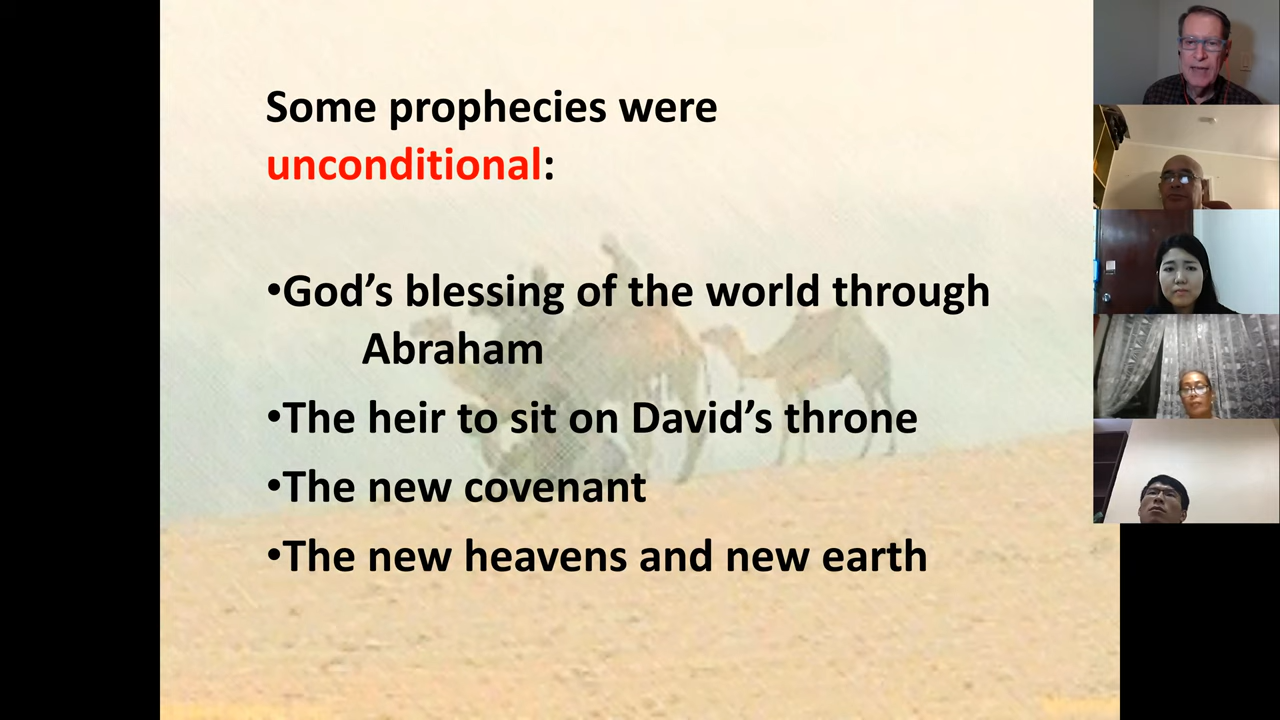 Some prophecies were
unconditional:
•God’s blessing of the world through
Abraham
•The heir to sit on David’s throne
•The new covenant
•The new heavens and new earth